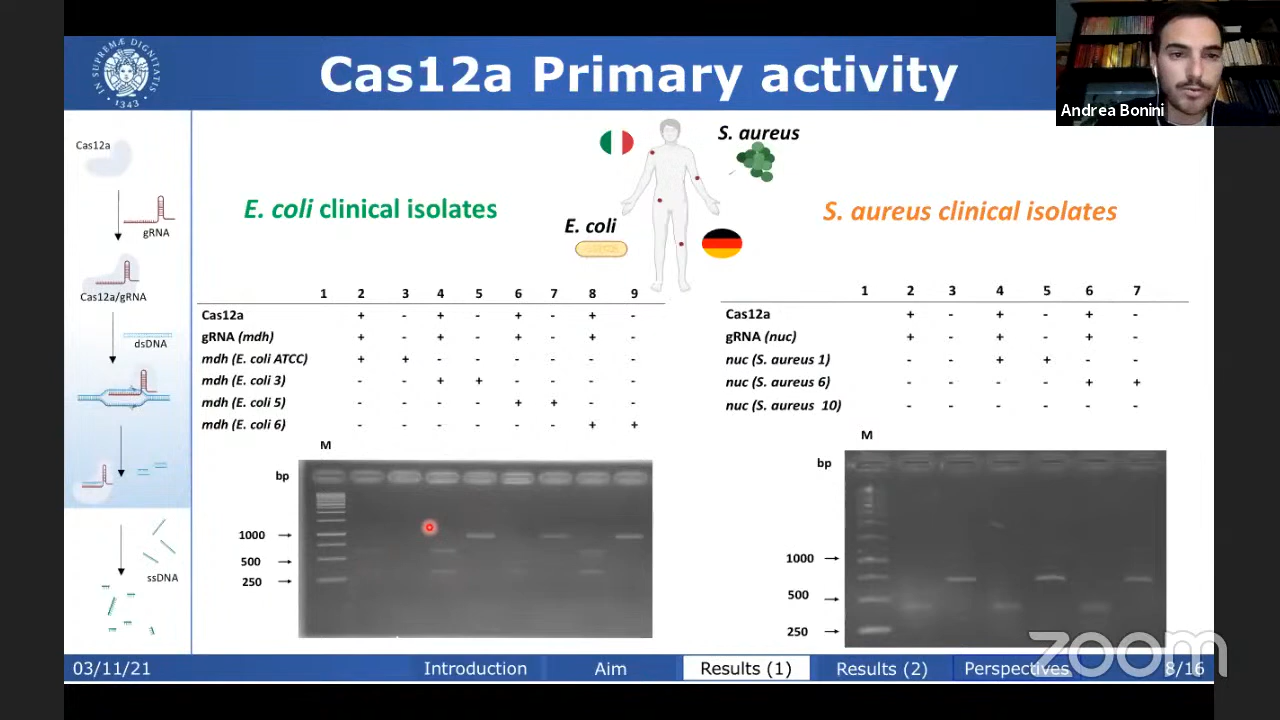 IN SUPREMÆ DIGNITATIS
1343
Cas12a Primary activity
Andrea Bonini
Cas12a
gRNA
Cas12a/gRNA
dsDNA
ssDNA
S. aureus
E. coli
E. coli clinical isolates
S. aureus clinical isolates
1 2 3 4 5 6 7 8 9
Cas12a + - + - + - + -
gRNA (mdh) + - + - + - + -
mdh (E. coli ATCC) + + - - - - - -
mdh (E. coli 3) - - + + - - - -
mdh (E. coli 5) - - - - + + - -
mdh (E. coli 6) - - - - - - + +
M
bp
1000
500
250
1 2 3 4 5 6 7
Cas12a + - + - + -
gRNA (nuc) + - + - + -
nuc (S. aureus 1) - - + + - -
nuc (S. aureus 6) - - - - + +
nuc (S. aureus 10) - - - - - -
M
bp
1000
500
250
zoom
03/11/21 Introduction Aim Results (1) Results (2) Perspectives 8/16